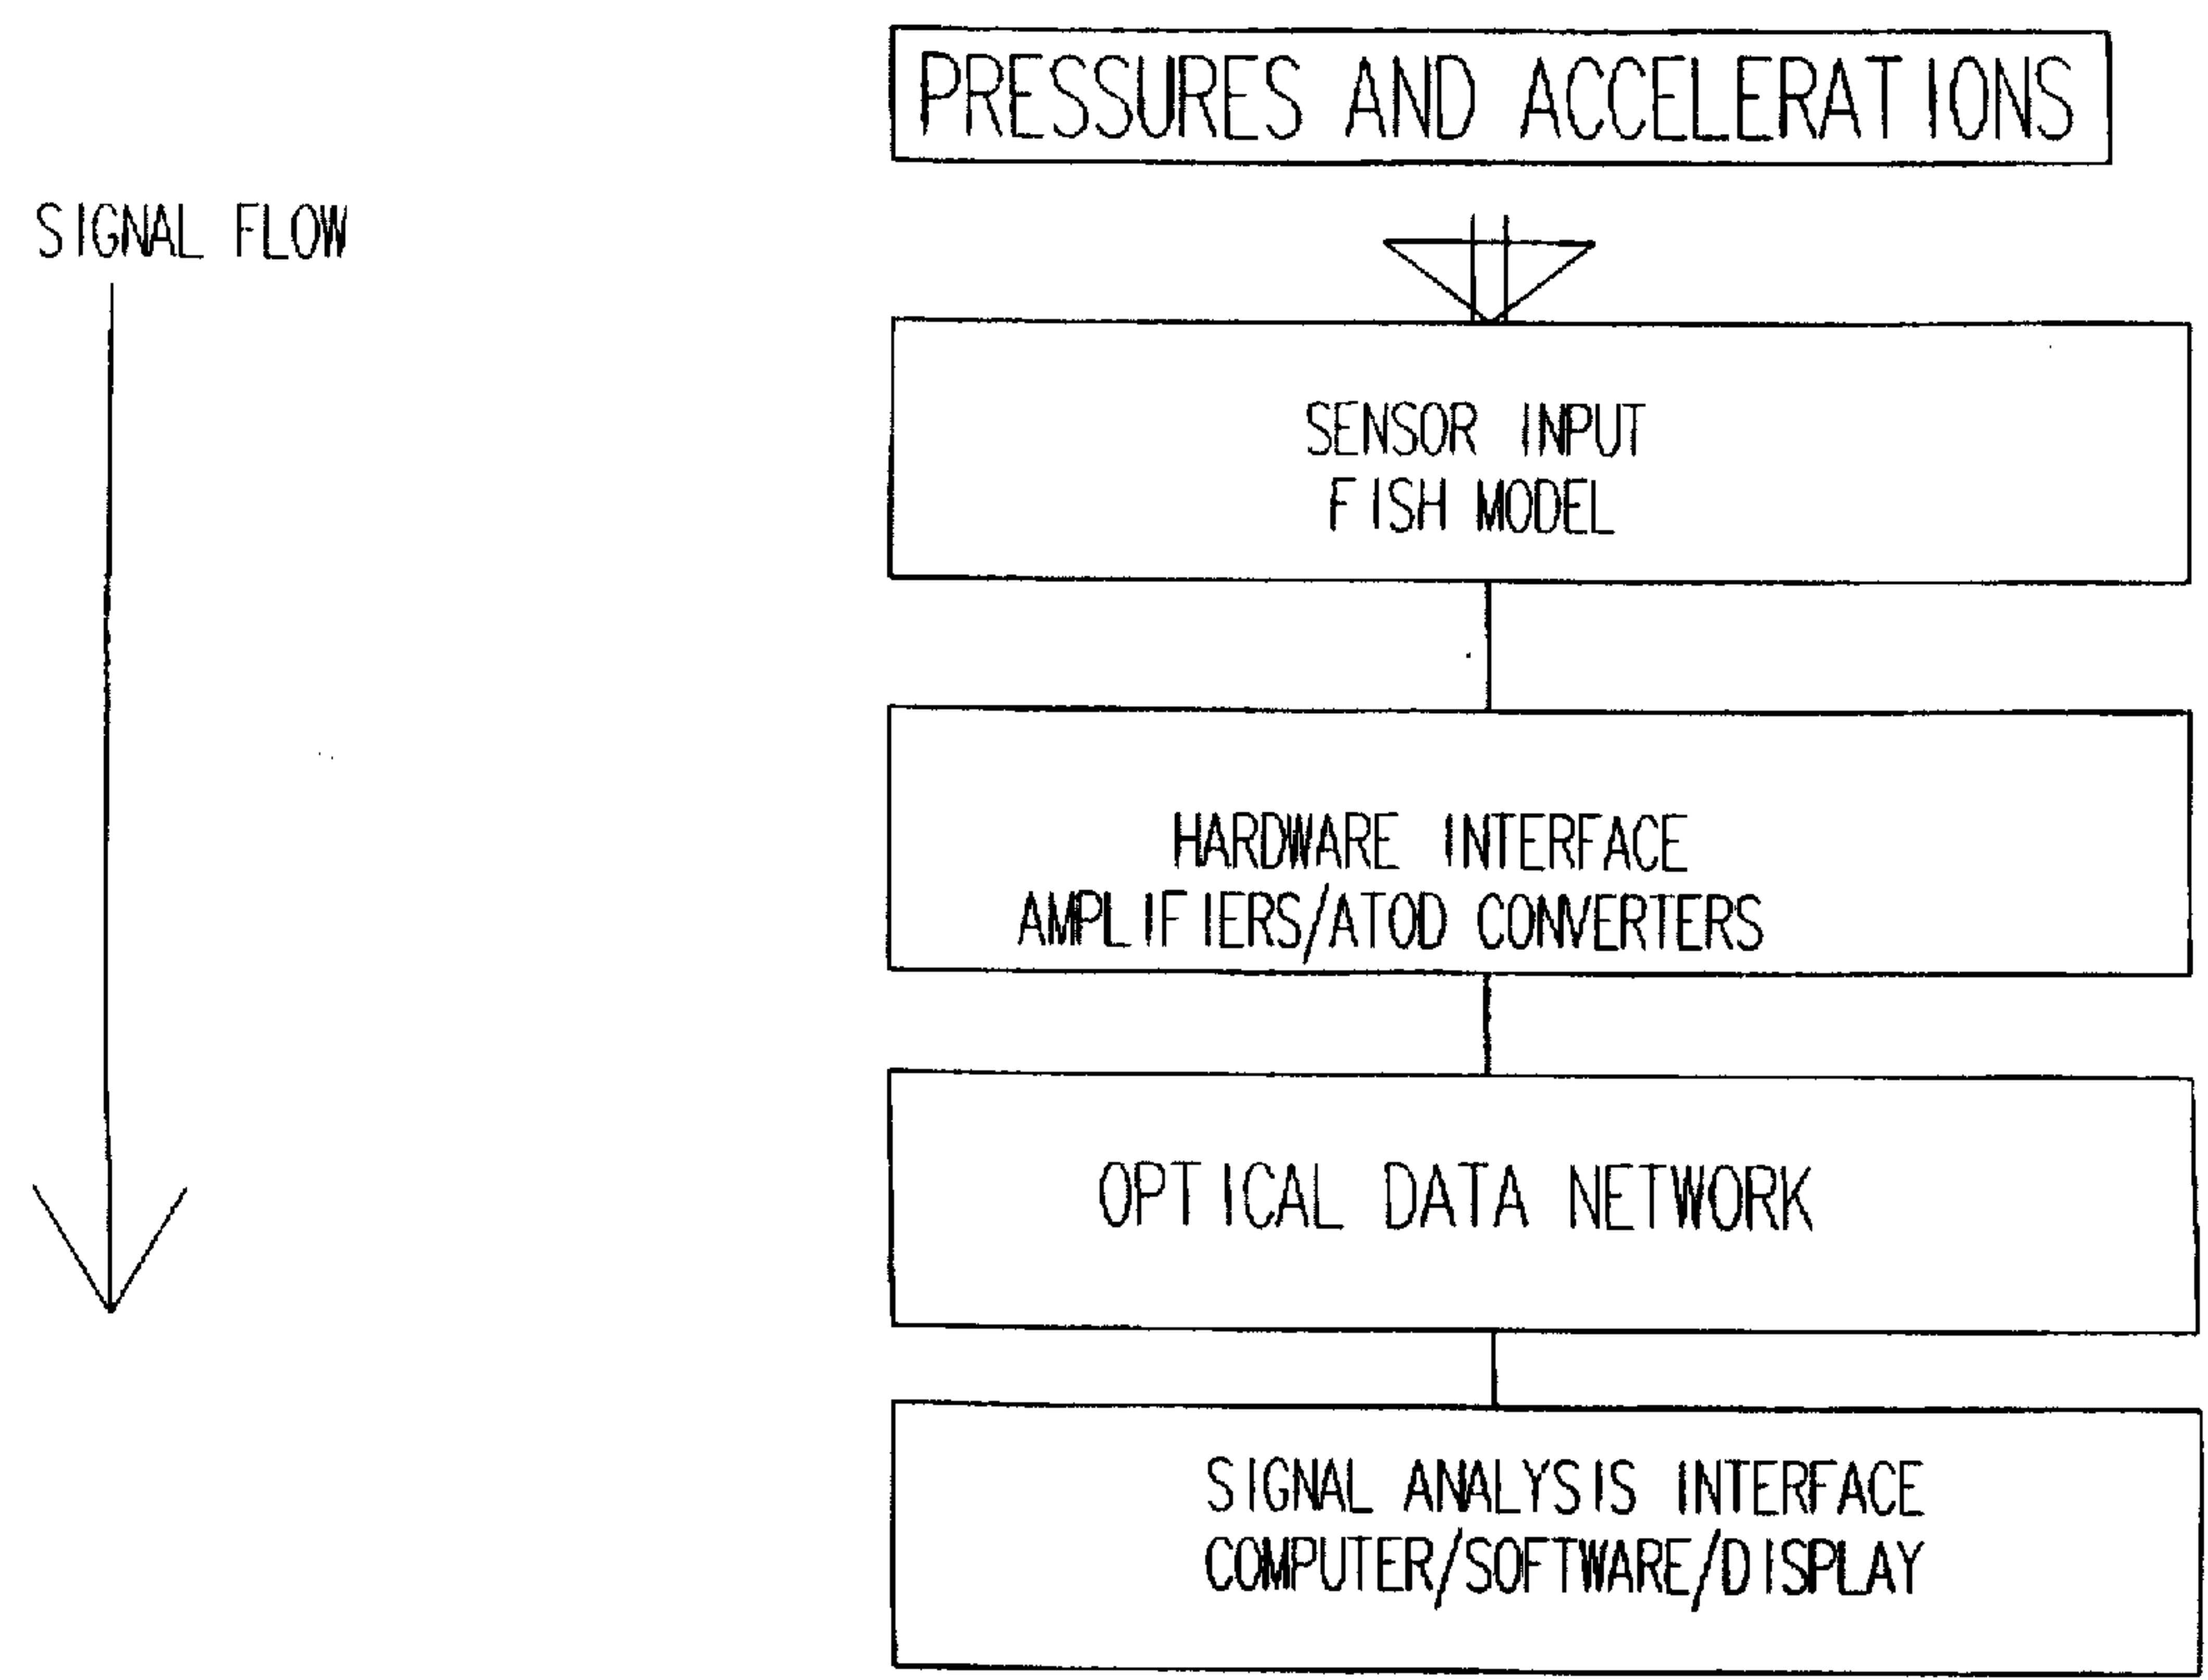 PRESSURES AND ACCELERATIONS
SIGNAL FLOW
SENSOR INPUT
FISH MODEL
HARDWARE INTERFACE
AMPLIFIERS/ATOD CONVERTERS
OPTICAL DATA NETWORK
SIGNAL ANALYSIS INTERFACE
COMPUTER/SOFTWARE/DISPLAY